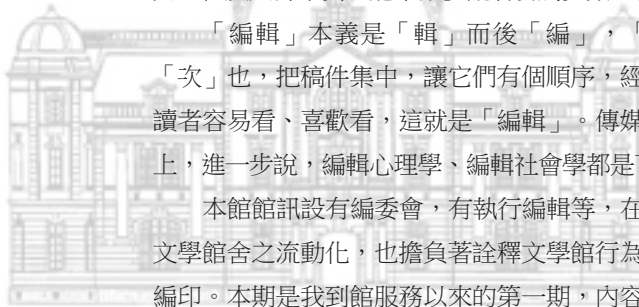 「編輯」本義是「輯」而後「編」，「
「次」也，把稿件集中，讓它們有個順序，經
讀者容易看、喜歡看，這就是「編輯」。傳媒
上，進一步說，編輯心理學、編輯社會學都是
本館館訊設有編委會，有執行編輯等，在
文學館舍之流動化，也擔負著詮釋文學館行為
編印。本期是我到館服務以來的第一期，內容